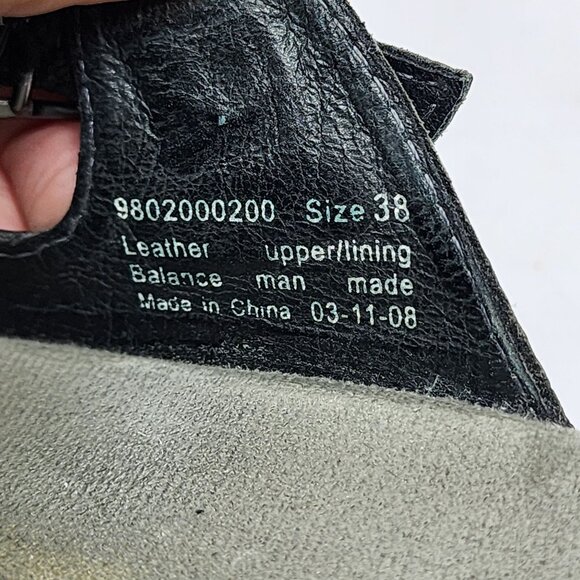 9802000200 Size 38
Leather upper/lining
Balance man made
Made in China 03-11-08